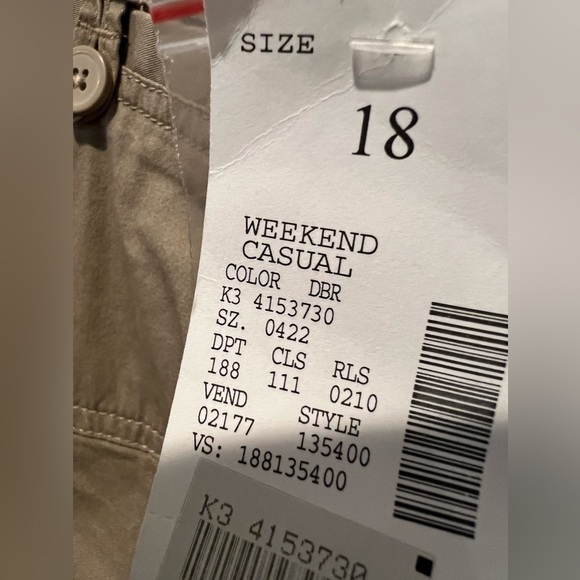 SIZE
18
WEEKEND
CASUAL
COLOR DBR
K3 4153730
SZ. 0422
DPT CLS RLS
188 111 0210
VEND STYLE
02177 135400
VS: 188135400
K3 4153730